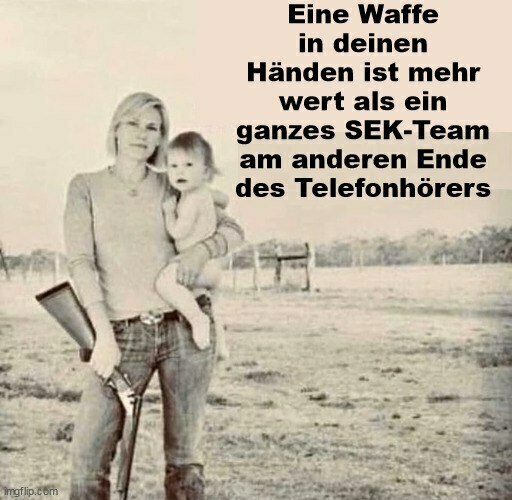 Eine Waffe
in deinen
Händen ist mehr
wert als ein
ganzes SEK-Team
am anderen Ende
des Telefonhörers
imgflip.com